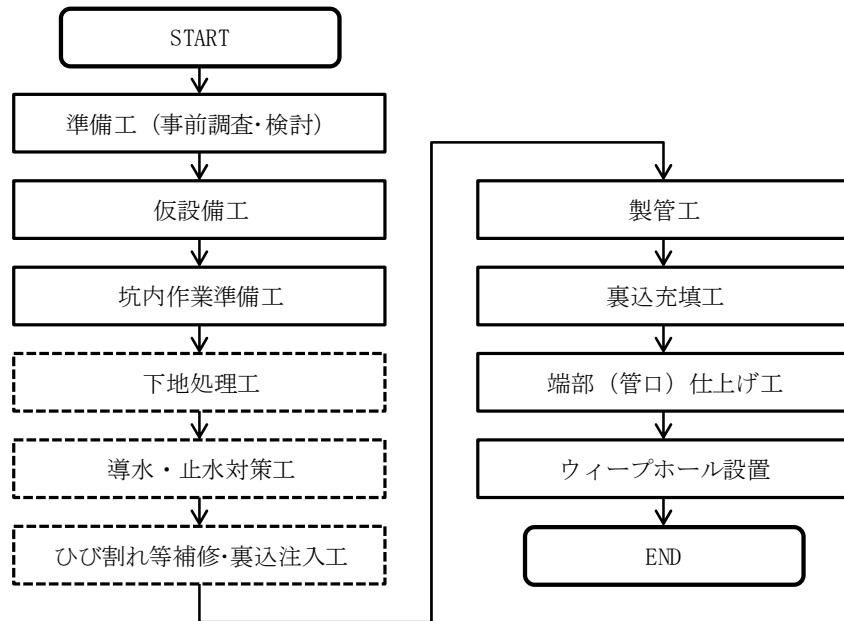 START
準備工（事前調査・検討）
仮設備工
坑内作業準備工
下地処理工
導水・止水対策工
ひび割れ等補修・裏込注入工
製管工
裏込充填工
端部（管口）仕上げ工
ウィープホール設置
END